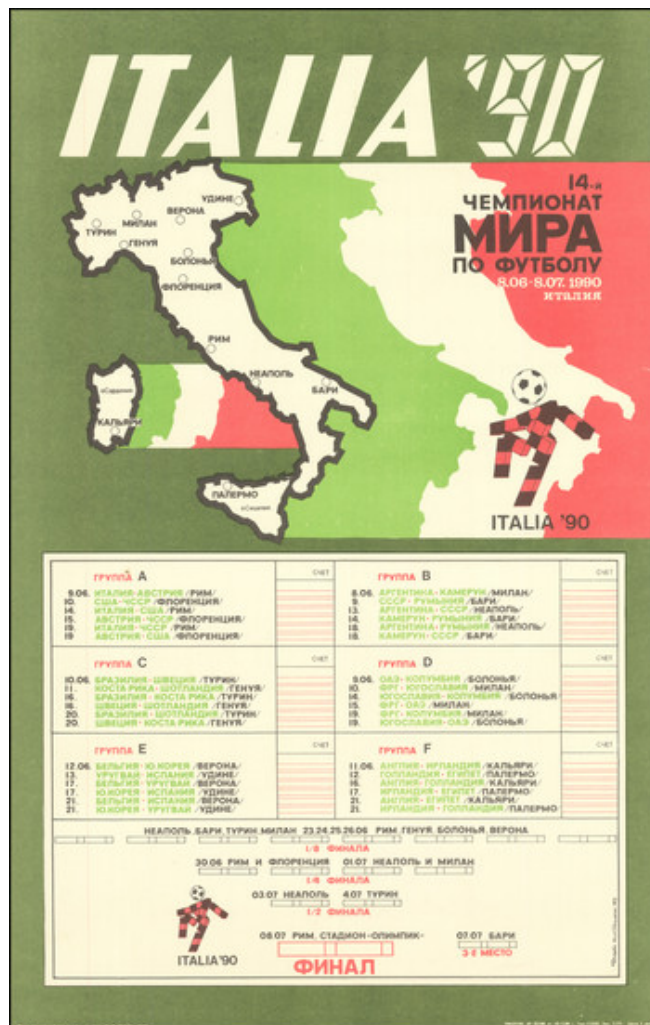 ITALIA '90
14-й
ЧЕМПИОНАТ
МИРА
ПО ФУТБОЛУ
8.06-8.07. 1990
ИТАЛИЯ
УДИНЕ
МИЛАН
ВЕРОНА
ТУРИН
ГЕНУЯ
БОЛОНЬЯ
ФЛОРЕНЦИЯ
РИМ
НЕАПОЛЬ
БАРИ
о.Сардиния
КАЛЬЯРИ
ПАЛЕРМО
о.Сицилия
ITALIA '90
ГРУППА A СЧЕТ
9.06. ИТАЛИЯ-АВСТРИЯ /РИМ/
10. США-ЧССР /ФЛОРЕНЦИЯ/
14. ИТАЛИЯ-США /РИМ/
15. АВСТРИЯ-ЧССР /ФЛОРЕНЦИЯ/
19. ИТАЛИЯ-ЧССР /РИМ/
19 АВСТРИЯ-США /ФЛОРЕНЦИЯ/
ГРУППА B СЧЕТ
8.06. АРГЕНТИНА-КАМЕРУН /МИЛАН/
9. СССР-РУМЫНИЯ /БАРИ/
13. АРГЕНТИНА-СССР /НЕАПОЛЬ/
14. КАМЕРУН-РУМЫНИЯ /БАРИ/
18. АРГЕНТИНА-РУМЫНИЯ /НЕАПОЛЬ/
18. КАМЕРУН-СССР /БАРИ/
ГРУППА C
10.06. БРАЗИЛИЯ-ШВЕЦИЯ /ТУРИН/
11. КОСТА РИКА-ШОТЛАНДИЯ /ГЕНУЯ/
16. БРАЗИЛИЯ-КОСТА РИКА /ТУРИН/
16. ШВЕЦИЯ-ШОТЛАНДИЯ /ГЕНУЯ/
20. БРАЗИЛИЯ-ШОТЛАНДИЯ /ТУРИН/
20. ШВЕЦИЯ-КОСТА РИКА /ГЕНУЯ/
ГРУППА D
9.06. ОАЭ-КОЛУМБИЯ /БОЛОНЬЯ/
10. ФРГ-ЮГОСЛАВИЯ /МИЛАН/
14. ЮГОСЛАВИЯ-КОЛУМБИЯ /БОЛОНЬЯ
15. ФРГ-ОАЭ /МИЛАН/
19. ФРГ-КОЛУМБИЯ /МИЛАН/
19. ЮГОСЛАВИЯ-ОАЭ /БОЛОНЬЯ/
ГРУППА E
12.06. БЕЛЬГИЯ-Ю.КОРЕЯ /ВЕРОНА/
13. УРУГВАЙ-ИСПАНИЯ /УДИНЕ/
17. БЕЛЬГИЯ-УРУГВАЙ /ВЕРОНА/
17. Ю.КОРЕЯ-ИСПАНИЯ /УДИНЕ/
21. БЕЛЬГИЯ-ИСПАНИЯ /ВЕРОНА/
21. Ю.КОРЕЯ-УРУГВАЙ /УДИНЕ/
ГРУППА F
11.06. АНГЛИЯ-ИРЛАНДИЯ /КАЛЬЯРИ/
12. ГОЛЛАНДИЯ-ЕГИПЕТ /ПАЛЕРМО
16. АНГЛИЯ-ГОЛЛАНДИЯ /КАЛЬЯРИ/
17. ИРЛАНДИЯ-ЕГИПЕТ /ПАЛЕРМО
21. АНГЛИЯ-ЕГИПЕТ /КАЛЬЯРИ/
21. ИРЛАНДИЯ-ГОЛЛАНДИЯ /ПАЛЕРМО
НЕАПОЛЬ, БАРИ, ТУРИН, МИЛАН 23,24,25,26.06 РИМ, ГЕНУЯ, БОЛОНЬЯ, ВЕРОНА
1/8 ФИНАЛА
30.06 РИМ И ФЛОРЕНЦИЯ 01.07 НЕАПОЛЬ И МИЛАН
1/4 ФИНАЛА
03.07 НЕАПОЛЬ 4.07 ТУРИН
1/2 ФИНАЛА
08.07 РИМ, СТАДИОН-ОЛИМПИК- 07.07 БАРИ
3-Е МЕСТО
ФИНАЛ
ITALIA'90